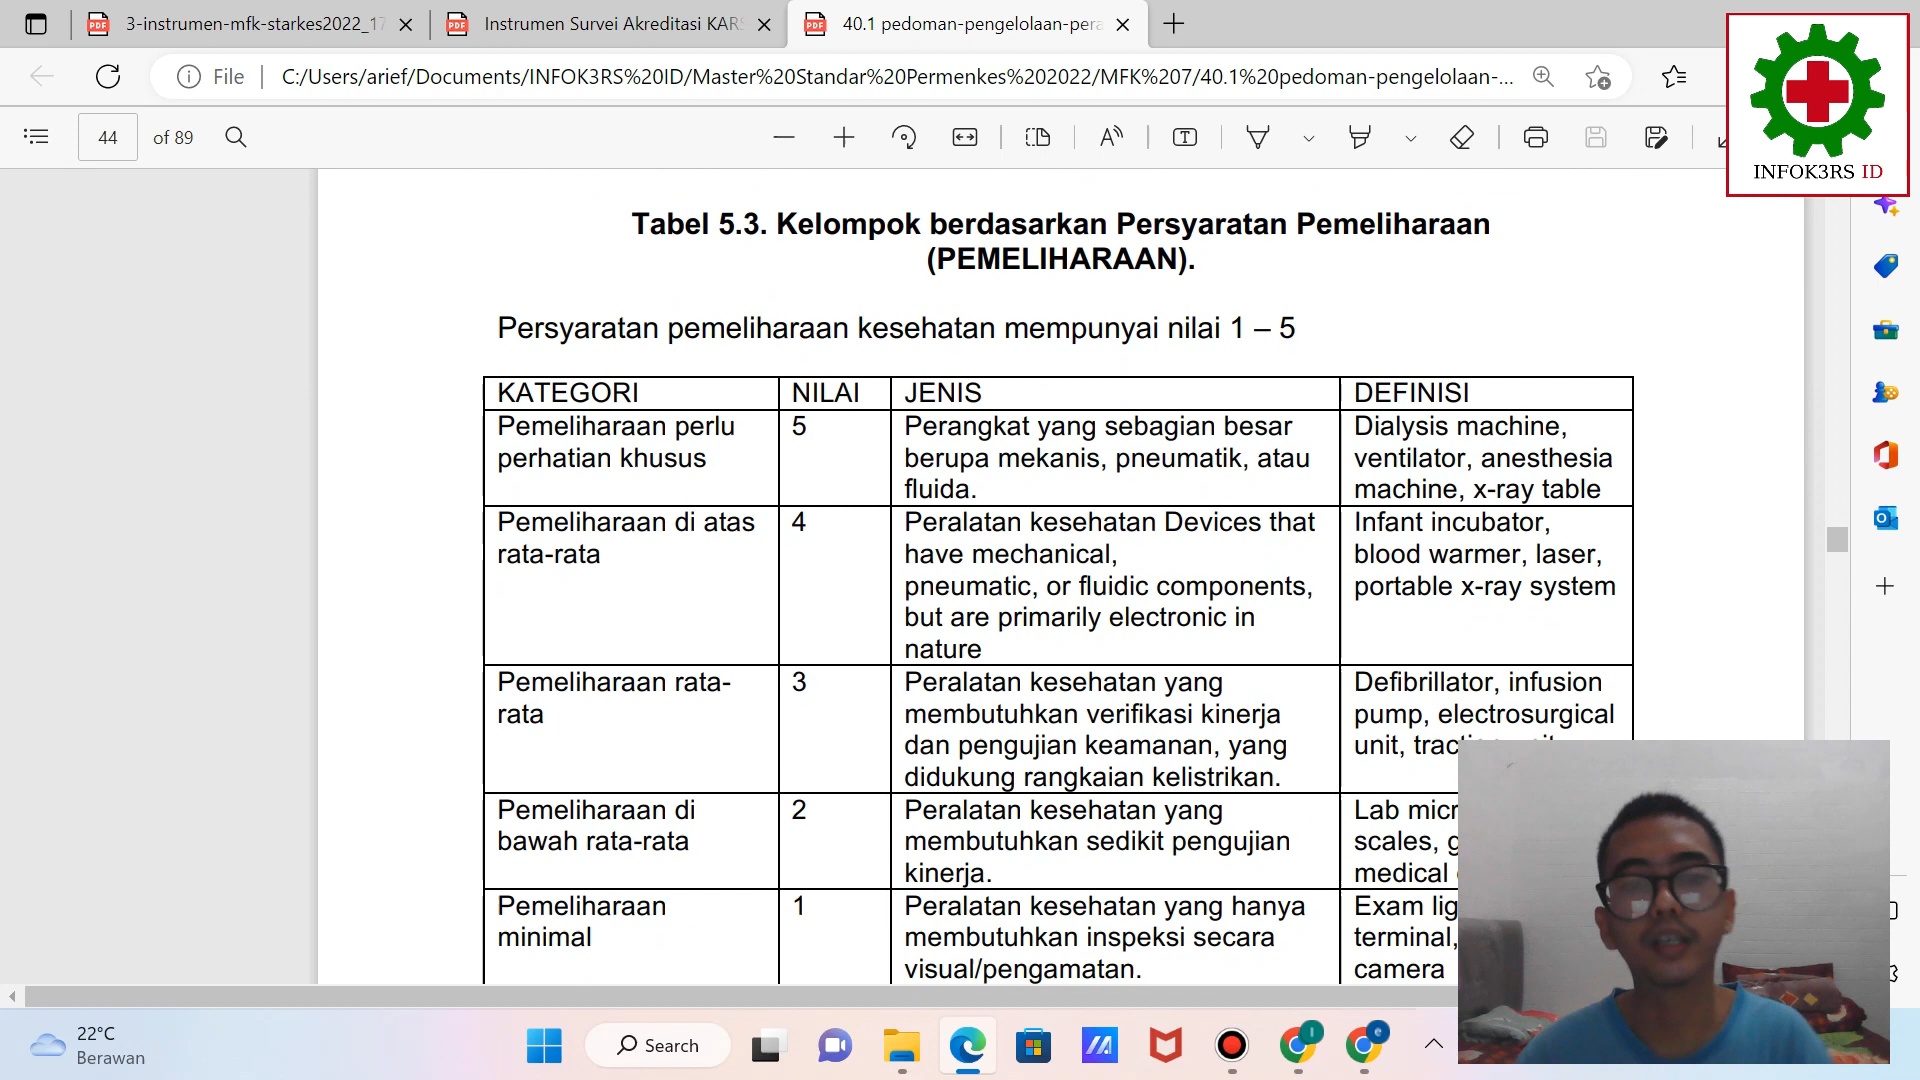 3-instrumen-mfk-starkes2022_17
Instrumen Survei Akreditasi KARS
40.1 pedoman-pengelolaan-pera
File
C:/Users/arief/Documents/INFOK3RS%20ID/Master%20Standar%20Permenkes%202022/MFK%207/40.1%20pedoman-pengelolaan-...
44 of 89
INFOK3RS ID
Tabel 5.3. Kelompok berdasarkan Persyaratan Pemeliharaan
(PEMELIHARAAN).
Persyaratan pemeliharaan kesehatan mempunyai nilai 1 – 5
KATEGORI NILAI JENIS DEFINISI
Pemeliharaan perlu
perhatian khusus
5
Perangkat yang sebagian besar
berupa mekanis, pneumatik, atau
fluida.
Dialysis machine,
ventilator, anesthesia
machine, x-ray table
Pemeliharaan di atas
rata-rata
4
Peralatan kesehatan Devices that
have mechanical,
pneumatic, or fluidic components,
but are primarily electronic in
nature
Infant incubator,
blood warmer, laser,
portable x-ray system
Pemeliharaan rata-
rata
3
Peralatan kesehatan yang
membutuhkan verifikasi kinerja
dan pengujian keamanan, yang
didukung rangkaian kelistrikan.
Defibrillator, infusion
pump, electrosurgical
unit,
Pemeliharaan di
bawah rata-rata
2
Peralatan kesehatan yang
membutuhkan sedikit pengujian
kinerja.
Lab
scales,
medical
Pemeliharaan
minimal
1
Peralatan kesehatan yang hanya
membutuhkan inspeksi secara
visual/pengamatan.
Exam
terminal,
camera
22°C
Berawan
Search